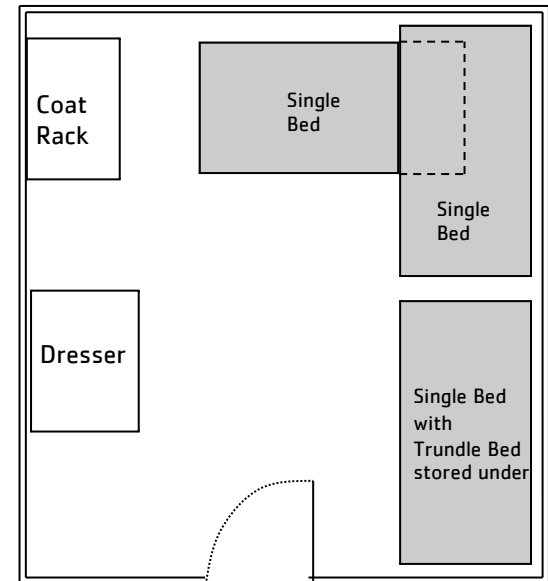 Coat
Rack
Single
Bed
Single
Bed
Dresser
Single Bed
with
Trundle Bed
stored under